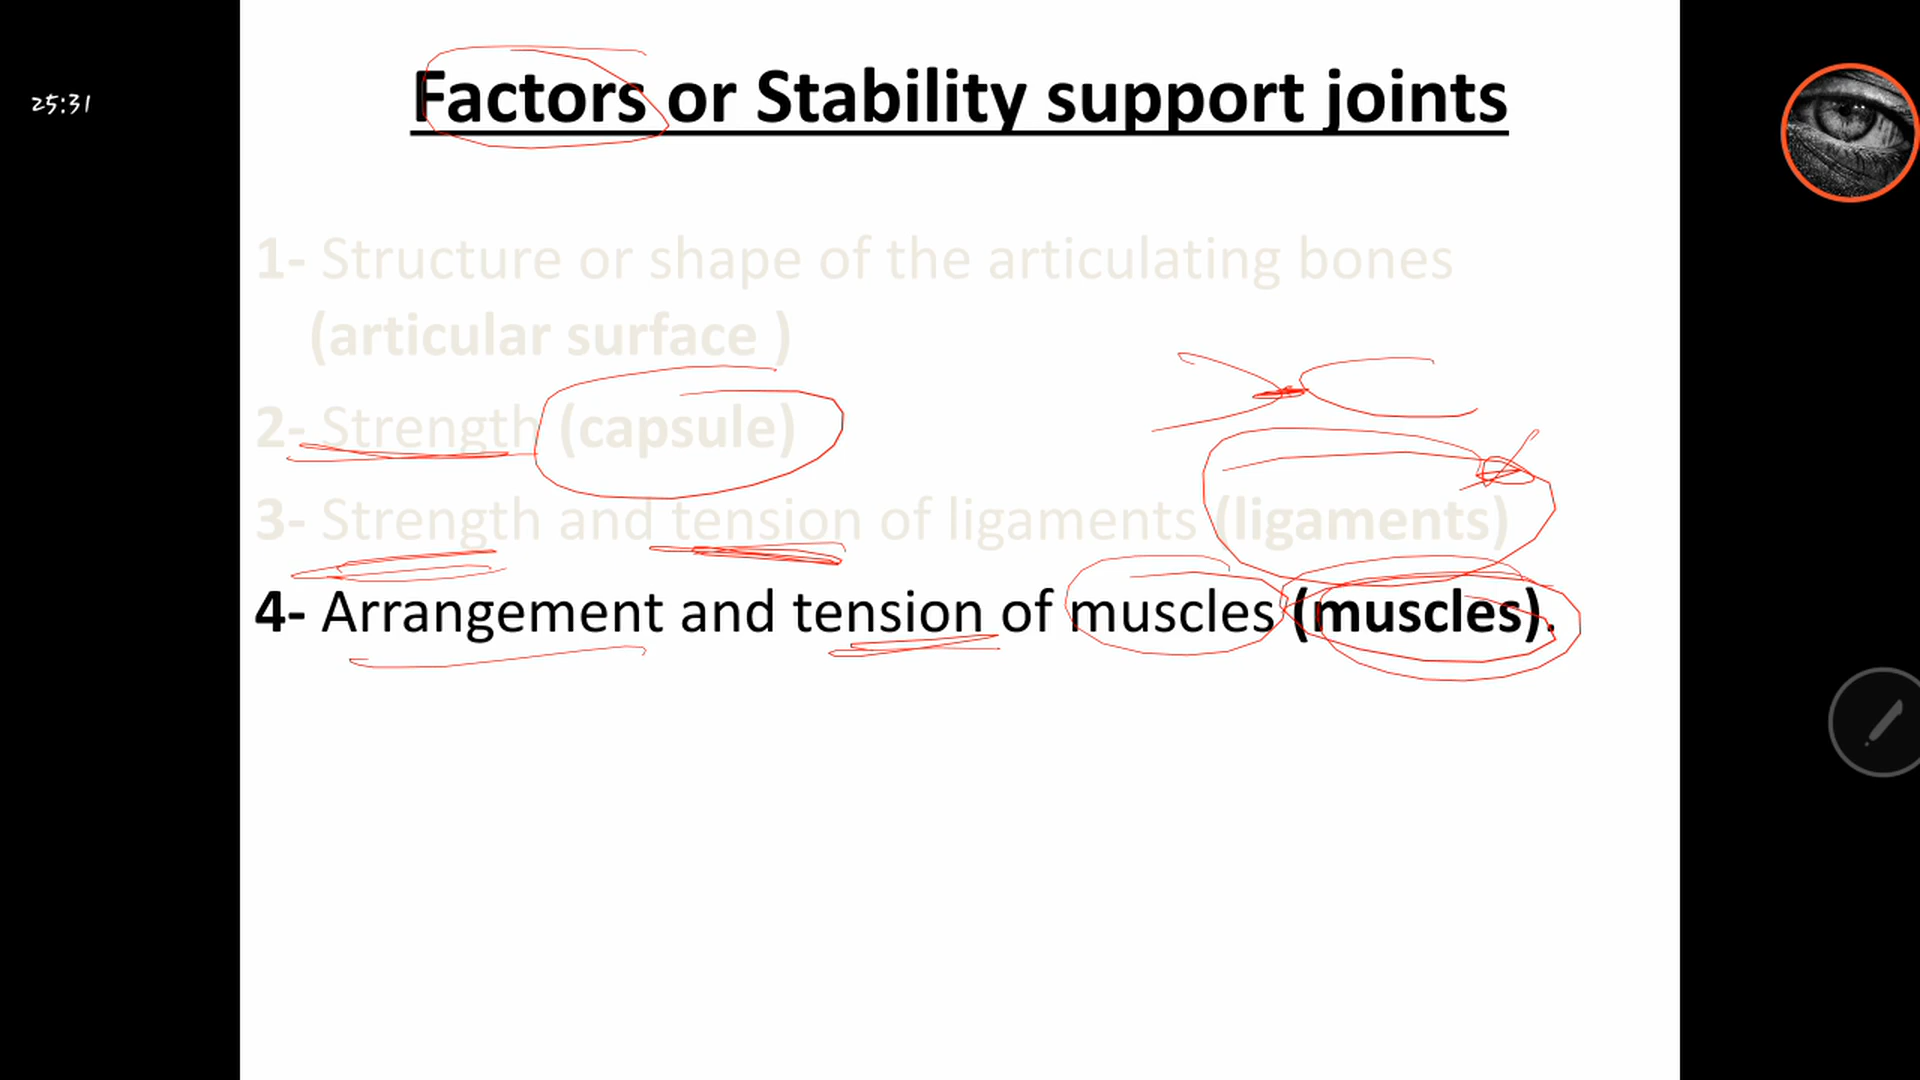 Factors or Stability support joints
25:31
1- Structure or shape of the articulating bones
(articular surface )
2- Strength (capsule)
3- Strength and tension of ligaments (ligaments)
4- Arrangement and tension of muscles (muscles).